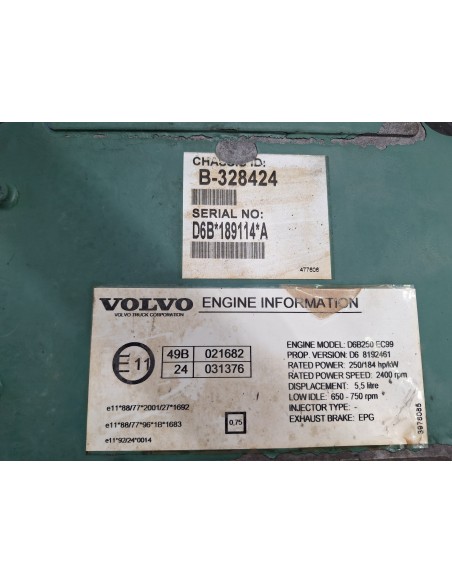 CHASSIS ID:
B-328424
SERIAL NO:
D6B*189114*A
477606
VOLVO
VOLVO TRUCK CORPORATION
ENGINE INFORMATION
E 11
49B 021682
24 031376
ENGINE MODEL: D6B250 EC99
PROP. VERSION: D6 8192461
RATED POWER: 250/184 hp/kW
RATED POWER SPEED: 2400 rpm
DISPLACEMENT: 5,5 litre
LOW IDLE: 650 - 750 rpm
INJECTOR TYPE: -
EXHAUST BRAKE: EPG
e11*88/77*2001/27*1692
e11*88/77*96*1B*1683
e11*92/24*0014
0,75
3978085